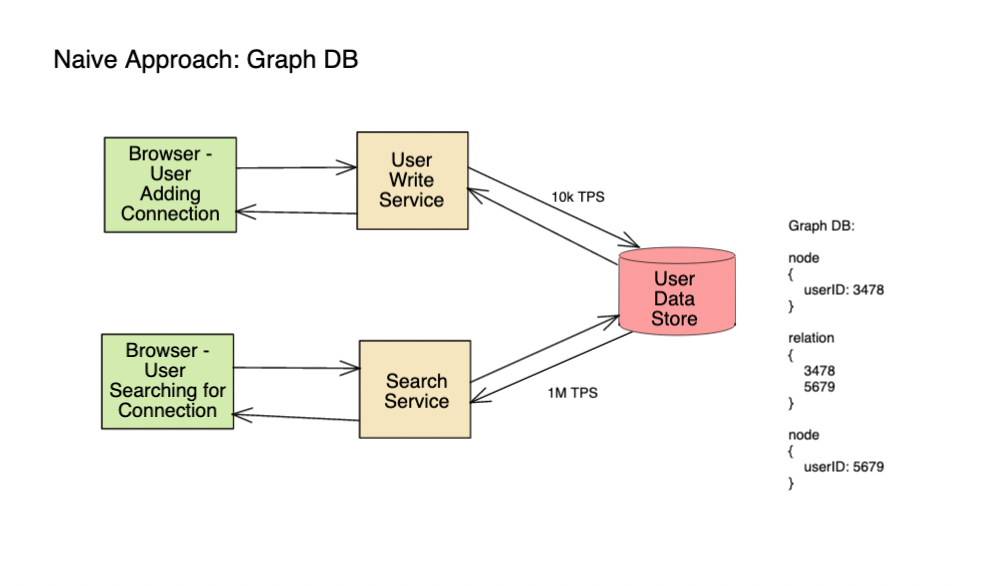 Naive Approach: Graph DB
Browser -
User
Adding
Connection
User
Write
Service
10k TPS
User
Data
Store
Browser -
User
Searching for
Connection
Search
Service
1M TPS
Graph DB:
node
{
userID: 3478
}
relation
{
3478
5679
}
node
{
userID: 5679
}